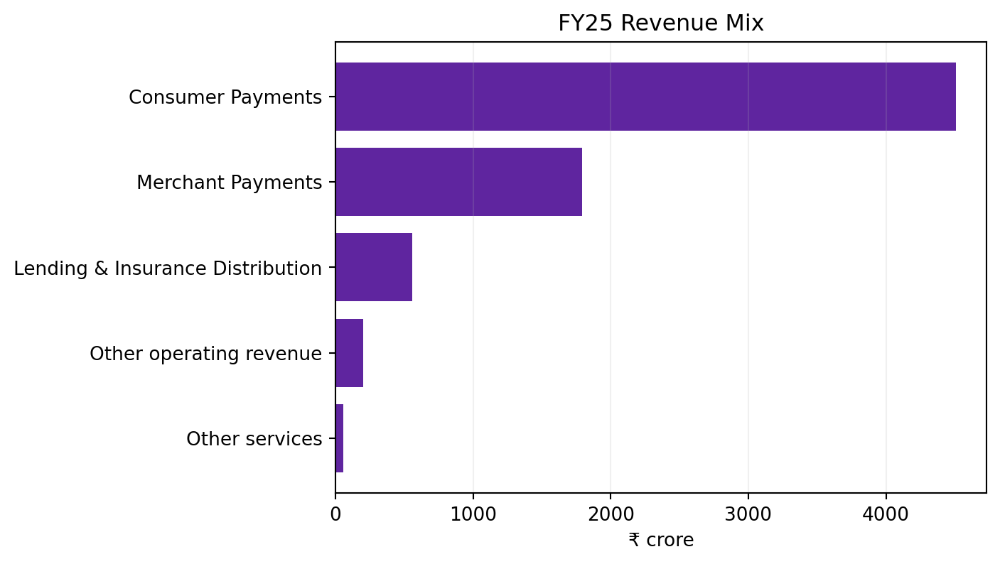 FY25 Revenue Mix
Consumer Payments
Merchant Payments
Lending & Insurance Distribution
Other operating revenue
Other services
0 1000 2000 3000 4000
₹ crore